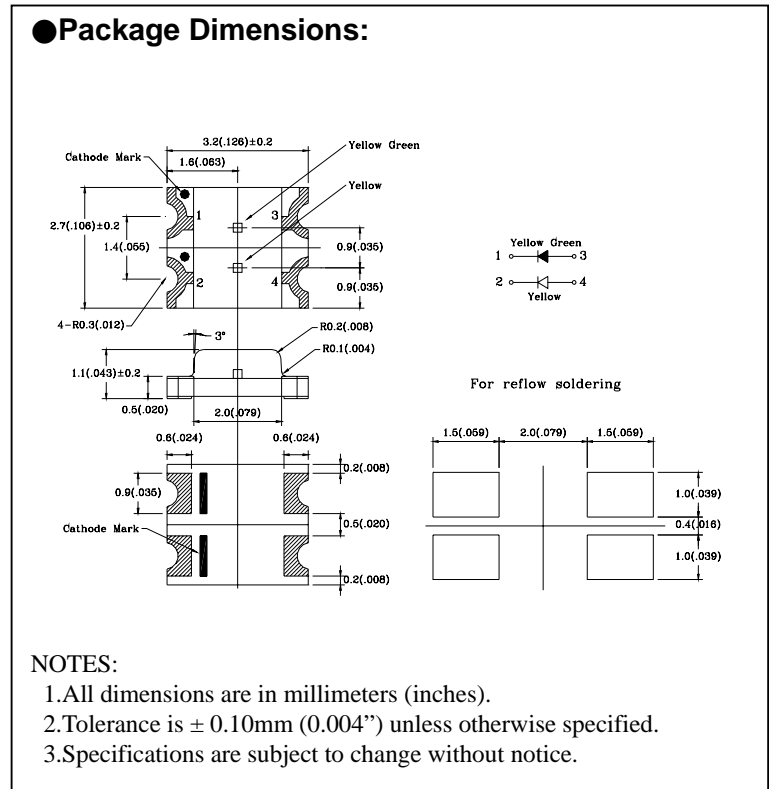 ●Package Dimensions:
3.2(.126)±0.2
Yellow Green
Cathode Mark
1.6(.063)
Yellow
1
3
2.7(.106)±0.2
1.4(.055)
0.9(.035)
Yellow Green
1
3
2
4
0.9(.035)
2
4
Yellow
4-R0.3(.012)
3°
R0.2(.008)
R0.1(.004)
1.1(.043)±0.2
For reflow soldering
0.5(.020)
2.0(.079)
0.6(.024)
0.6(.024)
1.5(.059)
2.0(.079)
1.5(.059)
0.2(.008)
0.9(.035)
1.0(.039)
Cathode Mark
0.5(.020)
0.4(.016)
1.0(.039)
0.2(.008)
NOTES:
1.All dimensions are in millimeters (inches).
2.Tolerance is ± 0.10mm (0.004”) unless otherwise specified.
3.Specifications are subject to change without notice.